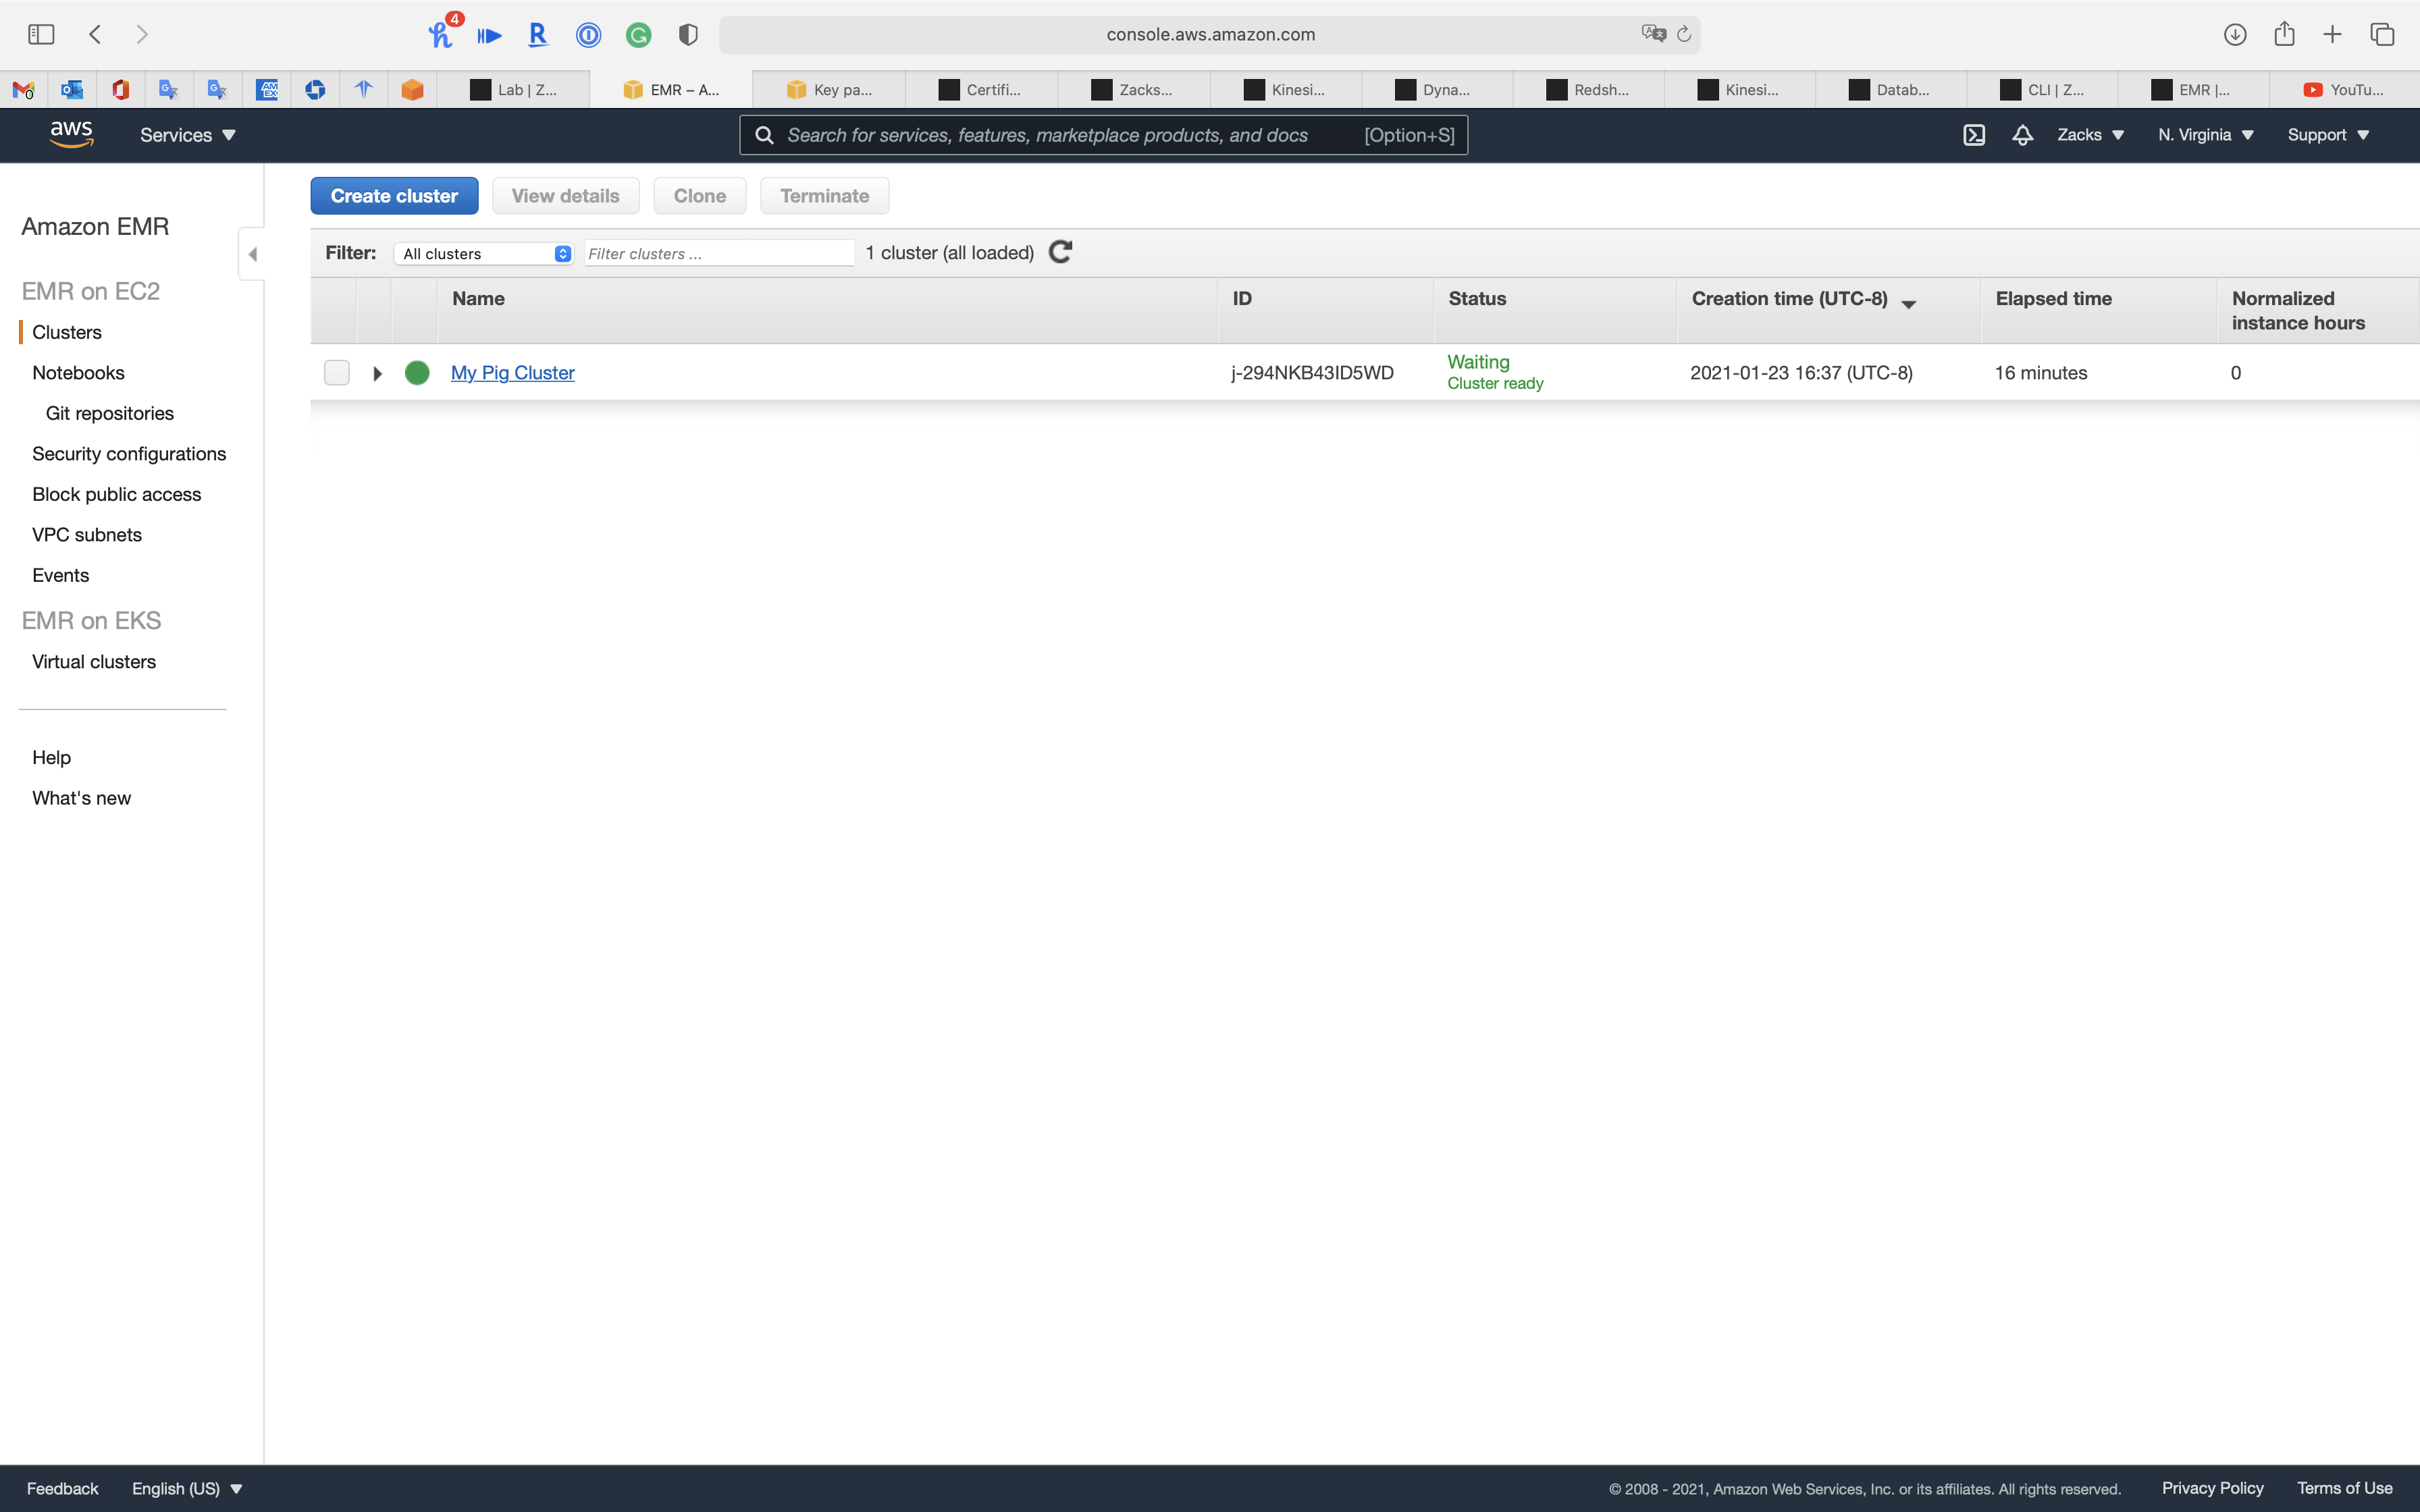 4
console.aws.amazon.com
Lab | Z...
EMR – A...
Key pa...
Certifi...
Zacks...
Kinesi...
Dyna...
Redsh...
Kinesi...
Datab...
CLI | Z...
EMR |...
YouTu...
aws
Services
Search for services, features, marketplace products, and docs [Option+S]
Zacks
N. Virginia
Support
Amazon EMR
EMR on EC2
Clusters
Notebooks
Git repositories
Security configurations
Block public access
VPC subnets
Events
EMR on EKS
Virtual clusters
Help
What's new
Create cluster
View details
Clone
Terminate
Filter: All clusters Filter clusters ... 1 cluster (all loaded)
Name ID Status Creation time (UTC-8) Elapsed time Normalized
instance hours
My Pig Cluster j-294NKB43ID5WD Waiting 2021-01-23 16:37 (UTC-8) 16 minutes 0
Cluster ready
Feedback English (US)
© 2008 - 2021, Amazon Web Services, Inc. or its affiliates. All rights reserved. Privacy Policy Terms of Use